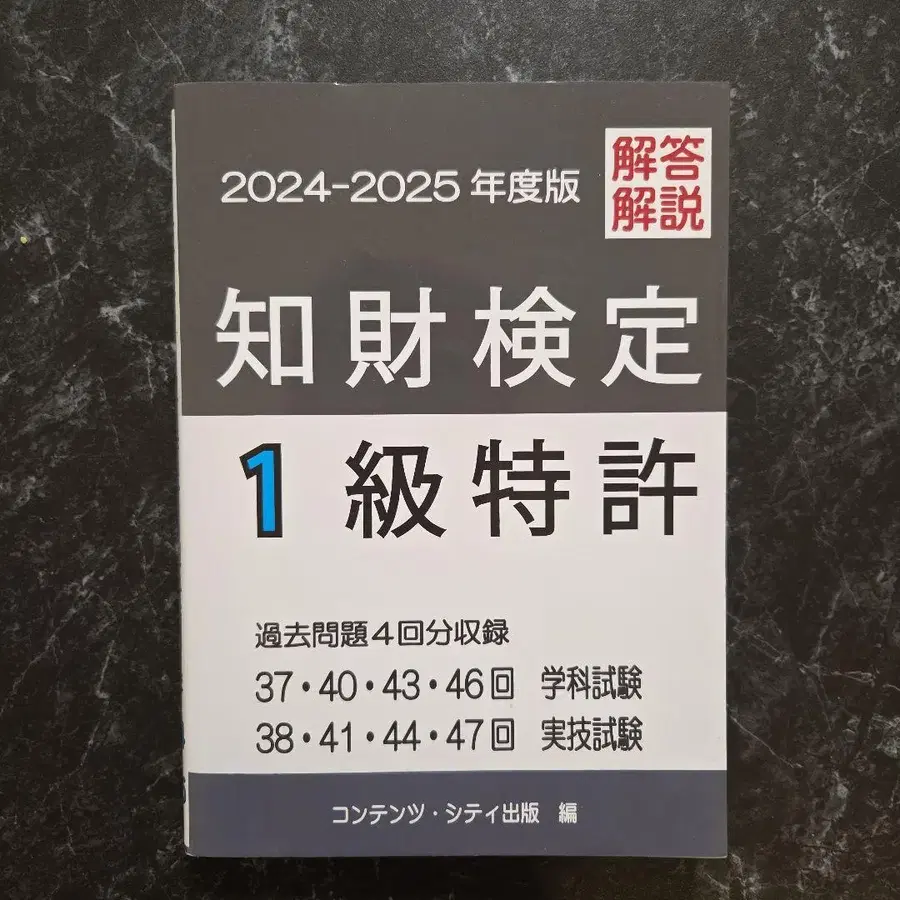 2024-2025 年度版
解答
解説
知財検定
1級特許
過去問題4回分収録
37・40・43・46回 学科試験
38・41・44・47回 実技試験
コンテンツ・シティ出版 編